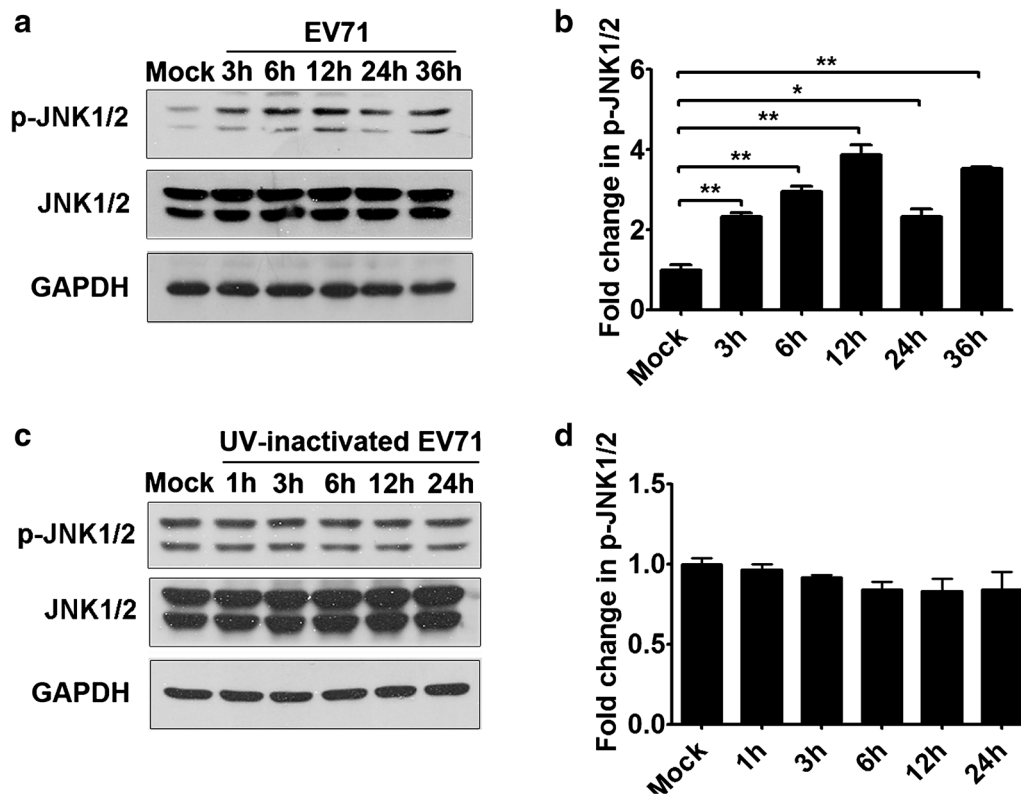 a
EV71
Mock 3h 6h 12h 24h 36h
p-JNK1/2
JNK1/2
GAPDH
b
Fold change in p-JNK1/2
6
4
2
0
**
*
**
**
**
Mock 3h 6h 12h 24h 36h
c
UV-inactivated EV71
Mock 1h 3h 6h 12h 24h
p-JNK1/2
JNK1/2
GAPDH
d
Fold change in p-JNK1/2
1.5
1.0
0.5
0.0
Mock 1h 3h 6h 12h 24h